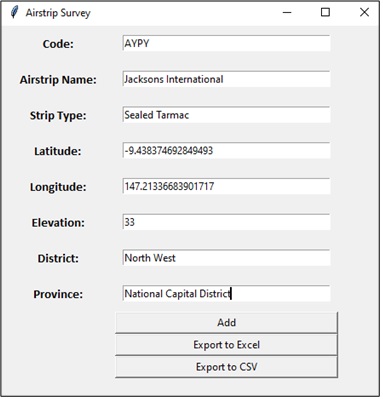 Airstrip Survey
Code: AYPY
Airstrip Name: Jacksons International
Strip Type: Sealed Tarmac
Latitude: -9.438374692849493
Longitude: 147.21336683901717
Elevation: 33
District: North West
Province: National Capital District
Add
Export to Excel
Export to CSV